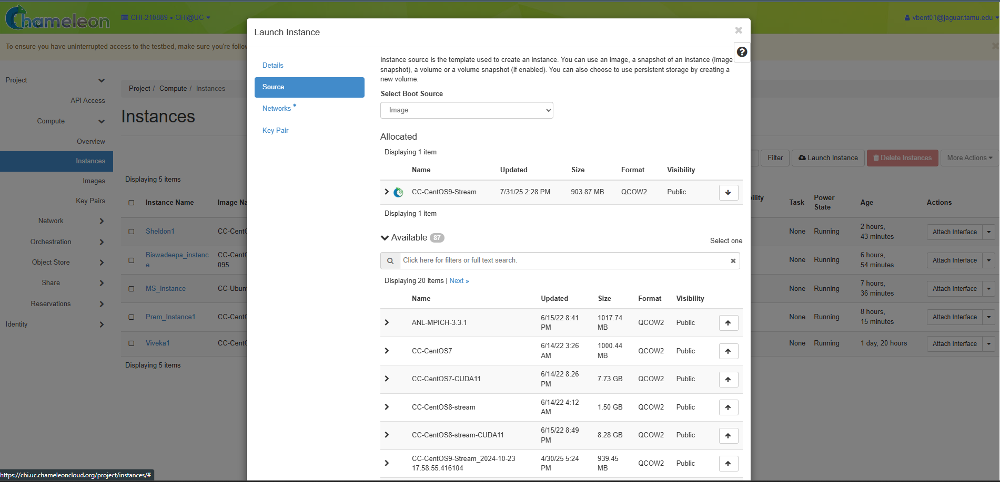 Chameleon
CHI-210889 • CHI@UC
vbent01@jaguar.tamu.edu
To ensure you have uninterrupted access to the testbed, make sure you're follow
Project
API Access
Compute
Overview
Instances
Images
Key Pairs
Network
Orchestration
Object Store
Share
Reservations
Identity
Project / Compute / Instances
Instances
Filter
Launch Instance
Delete Instances
More Actions
Displaying 5 items
Instance Name
Image Na
bility
Task
Power
State
Age
Actions
Sheldon1
CC-CentO
None
Running
2 hours,
43 minutes
Attach Interface
Biswadeepa_instanc
e
CC-CentO
095
None
Running
6 hours,
54 minutes
Attach Interface
MS_Instance
CC-Ubun
None
Running
7 hours,
36 minutes
Attach Interface
Prem_Instance1
CC-CentO
None
Running
8 hours,
15 minutes
Attach Interface
Viveka1
CC-CentO
None
Running
1 day, 20 hours
Attach Interface
Displaying 5 items
Launch Instance
Details
Source
Networks *
Key Pair
Instance source is the template used to create an instance. You can use an image, a snapshot of an instance (image
snapshot), a volume or a volume snapshot (if enabled). You can also choose to use persistent storage by creating a
new volume.
Select Boot Source
Image
Allocated
Displaying 1 item
Name Updated Size Format Visibility
CC-CentOS9-Stream 7/31/25 2:28 PM 903.87 MB QCOW2 Public
Displaying 1 item
Available 87
Select one
Click here for filters or full text search.
Displaying 20 items | Next »
Name Updated Size Format Visibility
ANL-MPICH-3.3.1
6/15/22 8:41
PM
1017.74
MB
QCOW2
Public
CC-CentOS7
6/14/22 3:26
AM
1000.44
MB
QCOW2
Public
CC-CentOS7-CUDA11
6/14/22 8:26
PM
7.73 GB
QCOW2
Public
CC-CentOS8-stream
6/14/22 4:12
AM
1.50 GB
QCOW2
Public
CC-CentOS8-stream-CUDA11
6/15/22 8:49
PM
8.28 GB
QCOW2
Public
CC-CentOS9-Stream_2024-10-23
17:58:55.416104
4/30/25 5:24
PM
939.45
MB
QCOW2
Public
https://chi.uc.chameleoncloud.org/project/instances/#